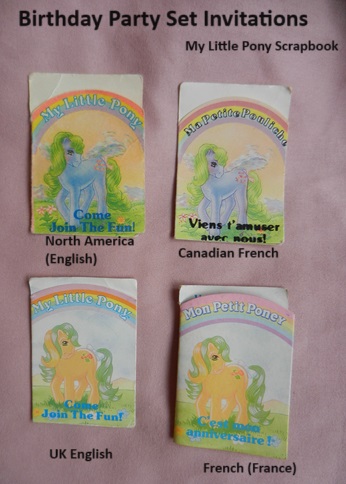 Birthday Party Set Invitations
My Little Pony Scrapbook
My Little Pony
Come
Join The Fun!
North America
(English)
Ma Petite Pouliche
Viens t'amuser
avec nous!
Canadian French
My Little Pony
Come
Join The Fun!
UK English
Mon Petit Poney
C'est mon
anniversaire!
French (France)